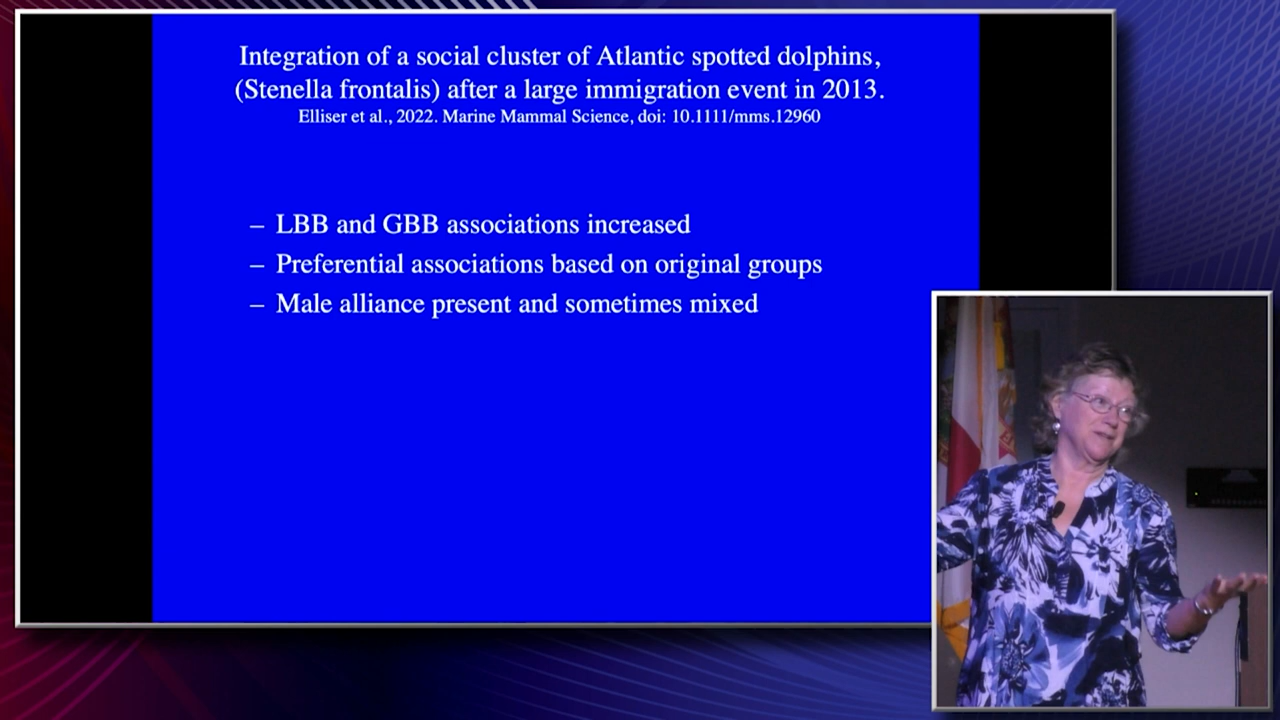 Integration of a social cluster of Atlantic spotted dolphins,
(Stenella frontalis) after a large immigration event in 2013.
Elliser et al., 2022. Marine Mammal Science, doi: 10.1111/mms.12960
– LBB and GBB associations increased
– Preferential associations based on original groups
– Male alliance present and sometimes mixed